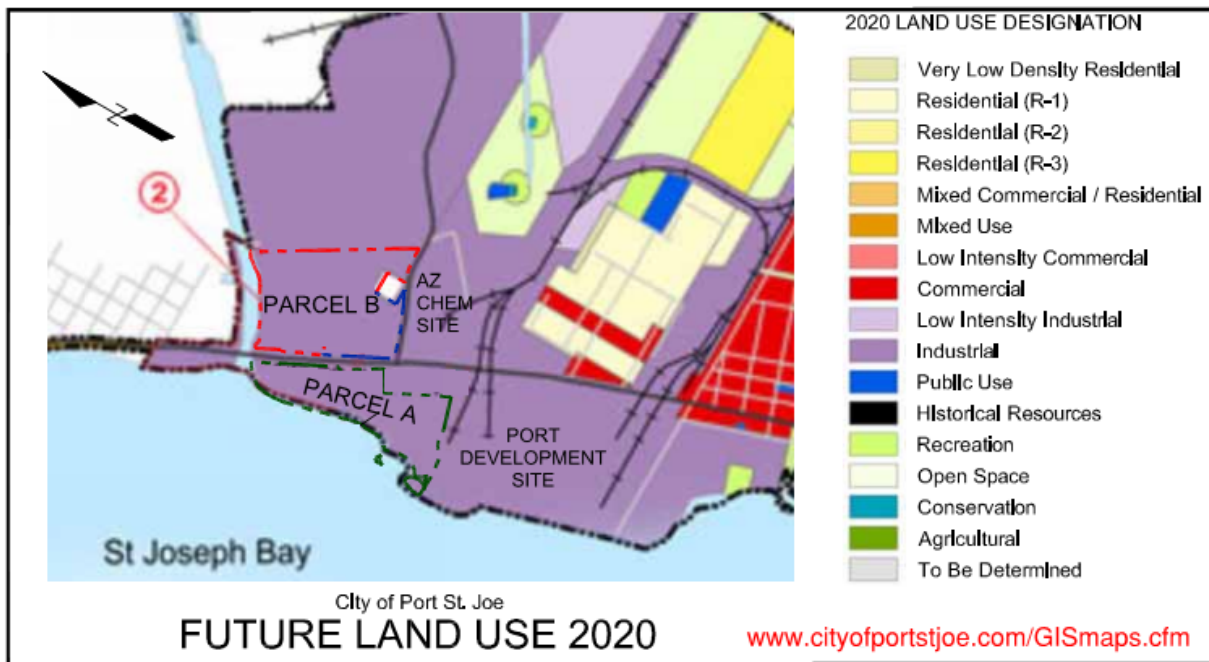 2020 LAND USE DESIGNATION
Very Low Density Residential
Residential (R-1)
Residential (R-2)
Residential (R-3)
Mixed Commercial / Residential
Mixed Use
Low Intensity Commercial
Commercial
Low Intensity Industrial
Industrial
Public Use
Historical Resources
Recreation
Open Space
Conservation
Agricultural
To Be Determined
Z
2
PARCEL B
AZ
CHEM
SITE
PARCEL A
PORT
DEVELOPMENT
SITE
St Joseph Bay
City of Port St. Joe
FUTURE LAND USE 2020
www.cityofportstjoe.com/GISmaps.cfm